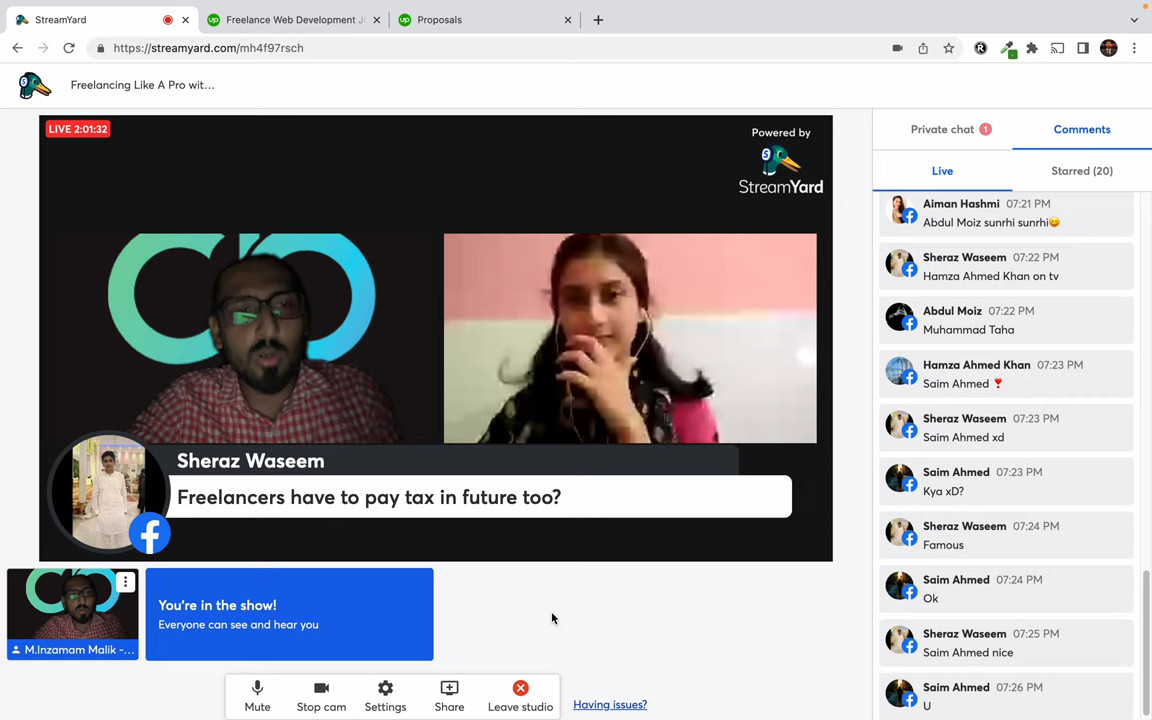 StreamYard
Freelance Web Development J
Proposals
https://streamyard.com/mh4f97rsch
Freelancing Like A Pro wit...
LIVE 2:01:32
Powered by
StreamYard
Sheraz Waseem
Freelancers have to pay tax in future too?
M.Inzamam Malik -...
You're in the show!
Everyone can see and hear you
Mute
Stop cam
Settings
Share
Leave studio
Having issues?
Private chat 1
Comments
Live
Starred (20)
Aiman Hashmi 07:21 PM
Abdul Moiz sunrhi sunrhi😄
Sheraz Waseem 07:22 PM
Hamza Ahmed Khan on tv
Abdul Moiz 07:22 PM
Muhammad Taha
Hamza Ahmed Khan 07:23 PM
Saim Ahmed ❣️
Sheraz Waseem 07:23 PM
Saim Ahmed xd
Saim Ahmed 07:23 PM
Kya xD?
Sheraz Waseem 07:24 PM
Famous
Saim Ahmed 07:24 PM
Ok
Sheraz Waseem 07:25 PM
Saim Ahmed nice
Saim Ahmed 07:26 PM
U